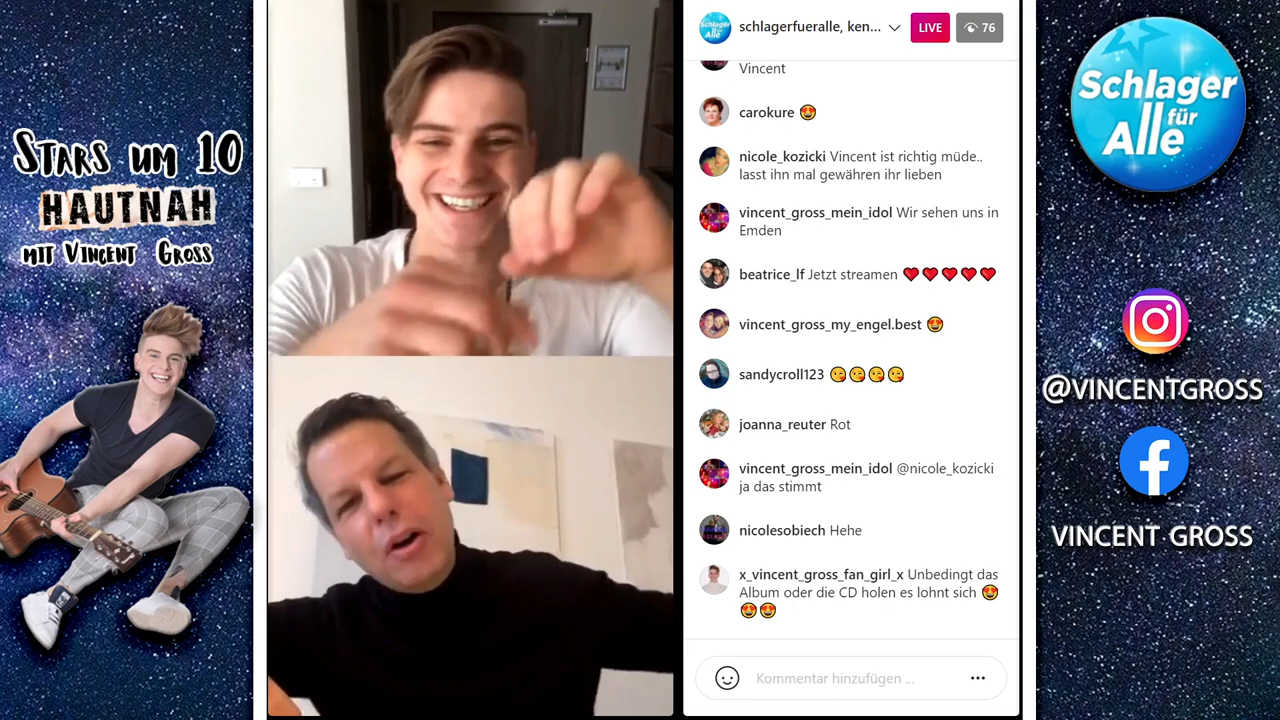 STARS UM 10
HAUTNAH
MIT VINCENT GROSS
schlagerfueralle, ken...
LIVE
76
Vincent
carokure 😍
nicole_kozicki Vincent ist richtig müde..
lasst ihn mal gewähren ihr lieben
vincent_gross_mein_idol Wir sehen uns in
Emden
beatrice_lf Jetzt streamen ❤❤❤❤❤
vincent_gross_my_engel.best 😍
sandycroll123 😘😘😘😘
joanna_reuter Rot
vincent_gross_mein_idol @nicole_kozicki
ja das stimmt
nicolesobiech Hehe
x_vincent_gross_fan_girl_x Unbedingt das
Album oder die CD holen es lohnt sich 😍
😍😍
Kommentar hinzufügen ...
Schlager
für
Alle
@VINCENTGROSS
VINCENT GROSS